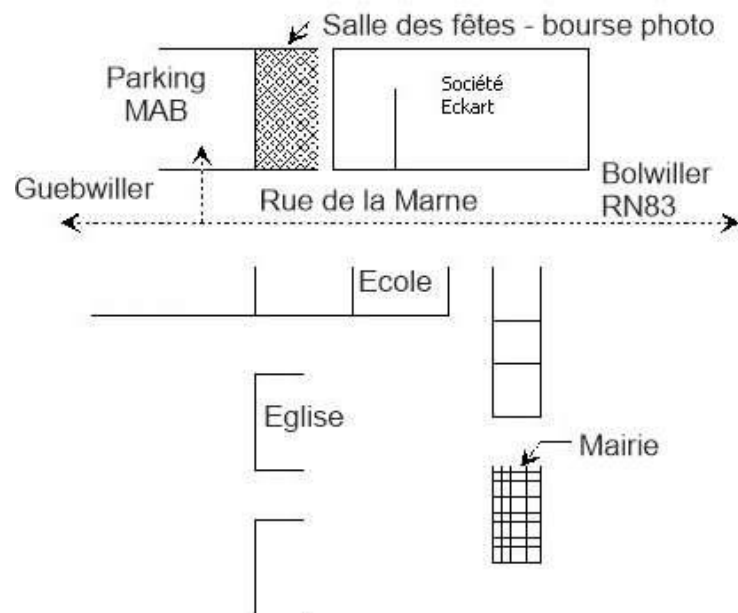 Salle des fêtes - bourse photo
Parking
MAB
Société
Eckart
Guebwiller
Rue de la Marne
Bolwiller
RN83
Ecole
Eglise
Mairie